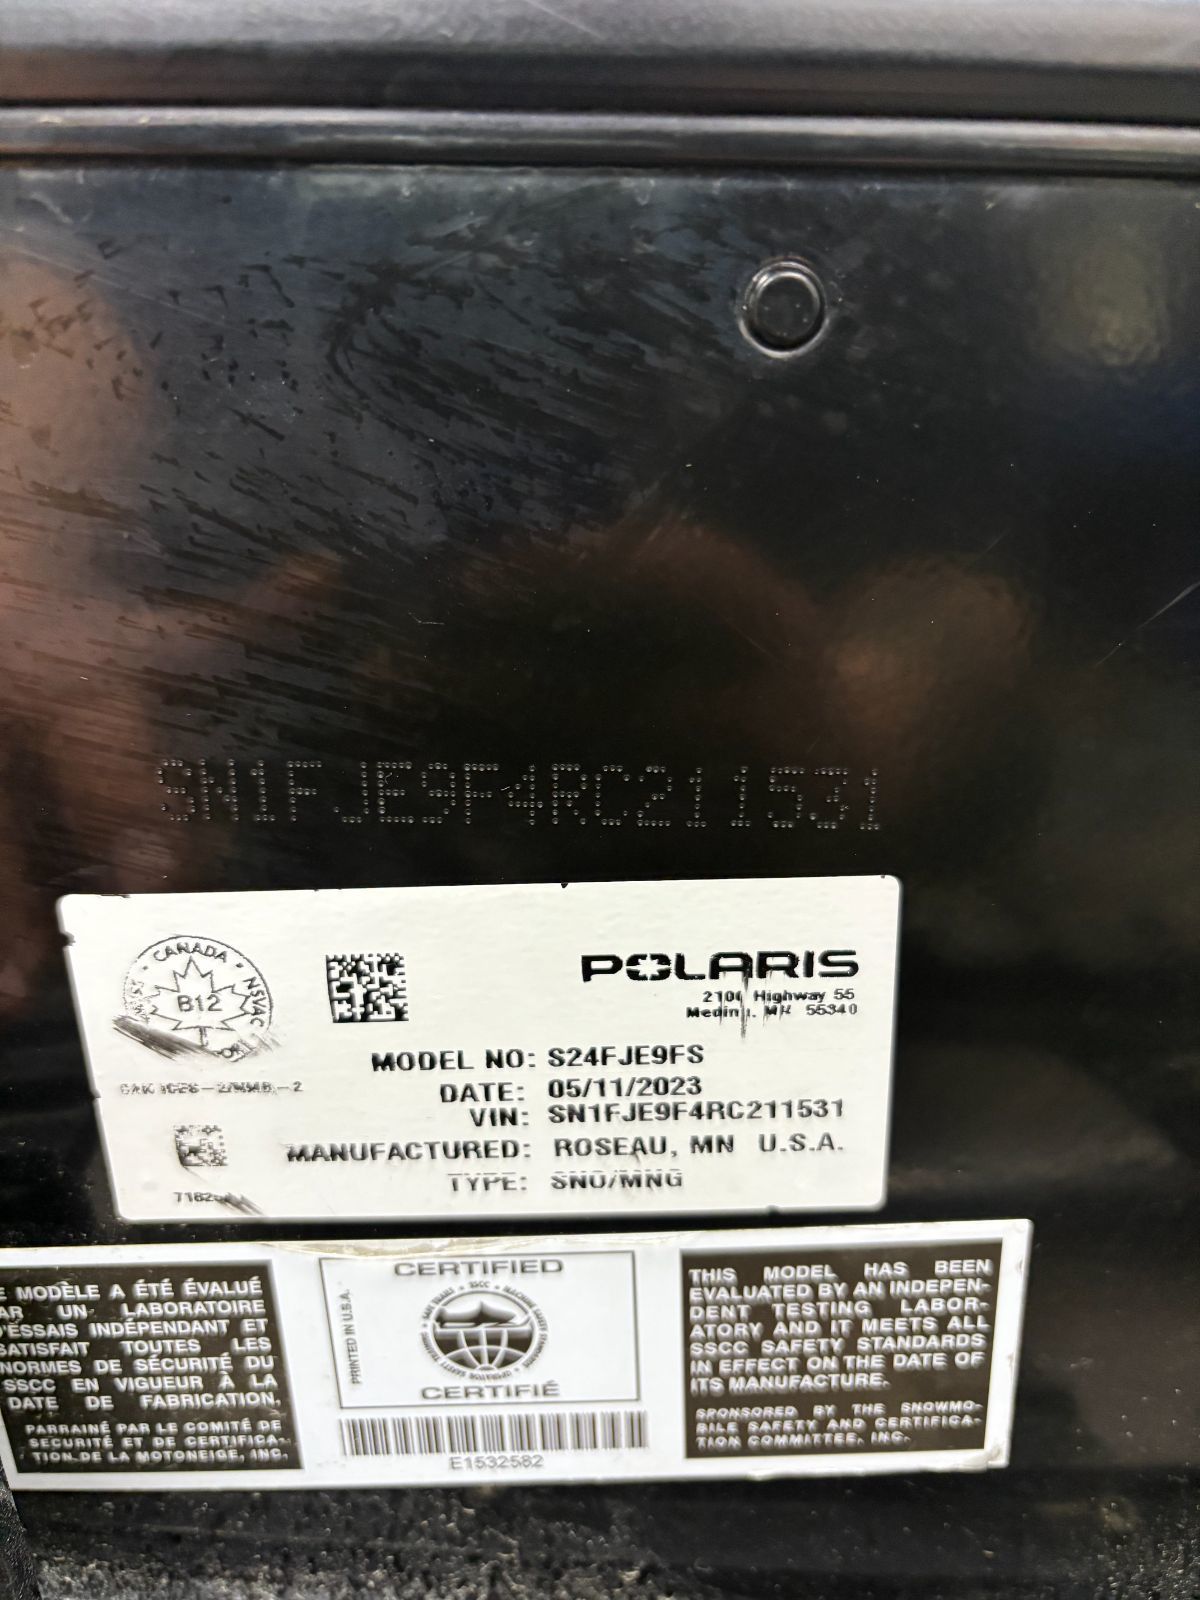 SN1FJE9F4RC211531
CANADA
B12
POLARIS
Highway 55
55340
MODEL NO: S24FJE9FS
DATE: 05/11/2023
VIN: SN1FJE9F4RC211531
MANUFACTURED: ROSEAU, MN U.S.A.
TYPE: SNO/MNG
MODÈLE A ÉTÉ ÉVALUÉ
UN LABORATOIRE
D'ESSAIS INDÉPENDANT ET
SATISFAIT TOUTES LES
NORMES DE SÉCURITÉ DU
SSCC EN VIGUEUR À LA
DATE DE FABRICATION.
PARRAINÉ PAR LE COMITÉ DE
SÉCURITÉ ET DE CERTIFICA-
TION DE LA MOTONEIGE, INC.
PRINTED IN U.S.A.
CERTIFIED
SSCC
CERTIFIÉ
E1532582
THIS MODEL HAS BEEN
EVALUATED BY AN INDEPEN-
DENT TESTING LABOR-
ATORY AND IT MEETS ALL
SSCC SAFETY STANDARDS
IN EFFECT ON THE DATE OF
ITS MANUFACTURE.
SPONSORED BY THE SNOWMO-
BILE SAFETY AND CERTIFICA-
TION COMMITTEE, INC.